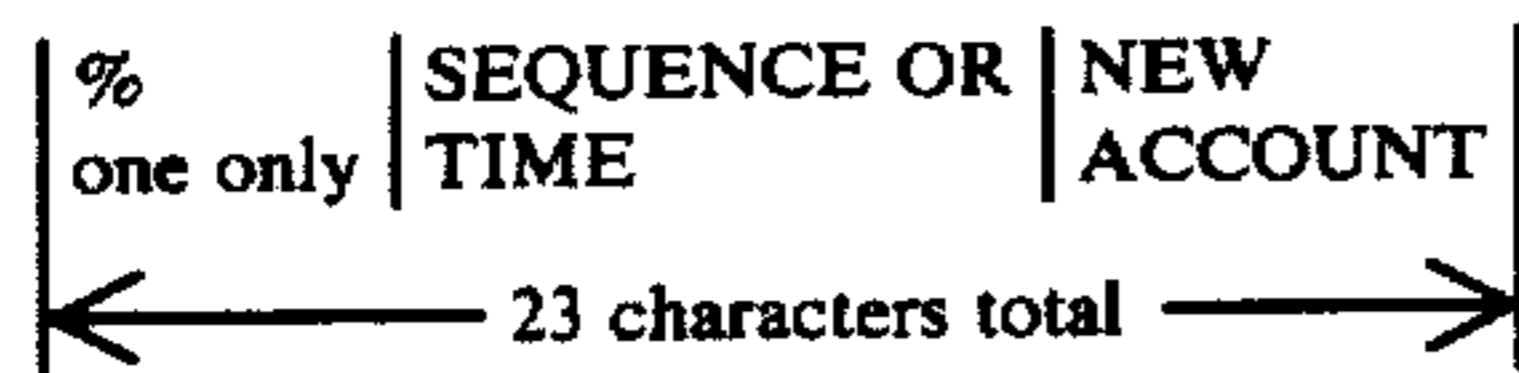 % SEQUENCE OR NEW
one only TIME ACCOUNT
23 characters total